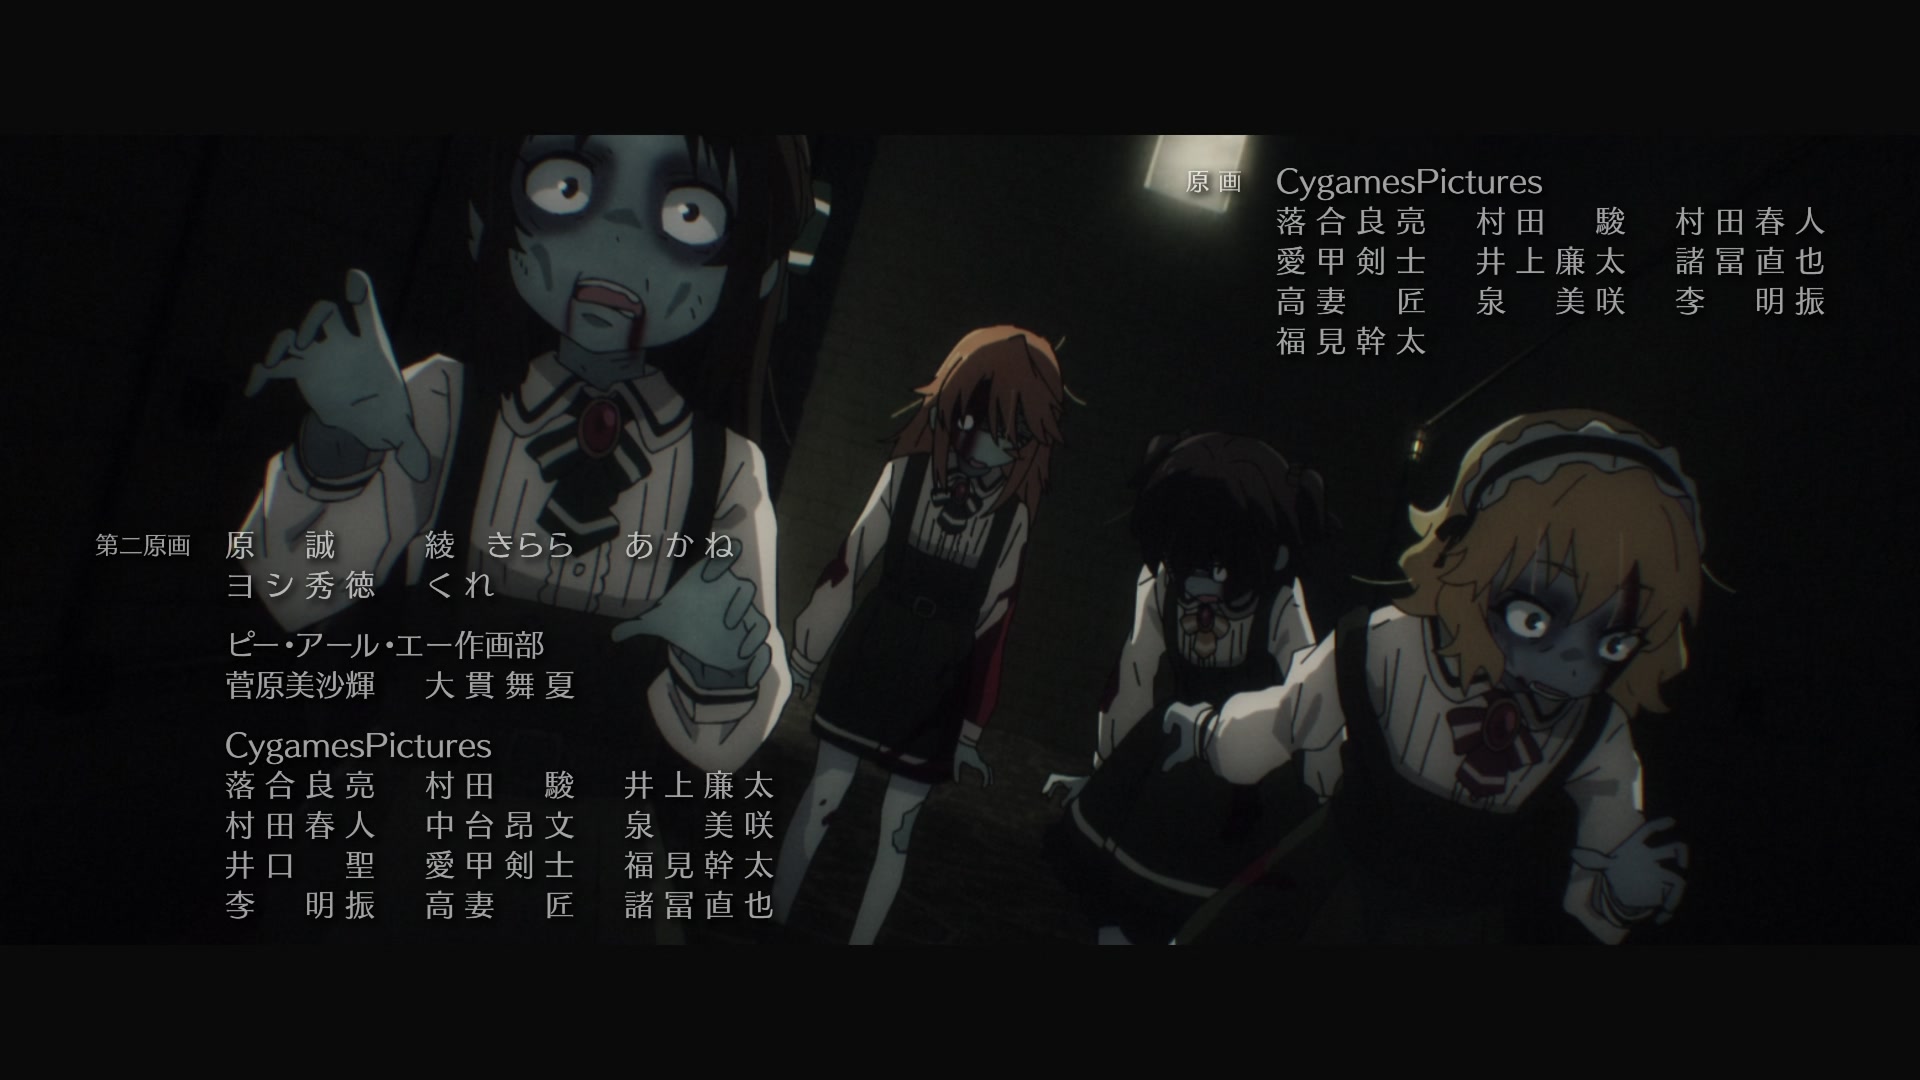 原画 CygamesPictures
落合良亮 村田 駿 村田春人
愛甲剣士 井上廉太 諸冨直也
高妻 匠 泉 美咲 李 明振
福見幹太
第二原画 原 誠 綾 きらら あかね
ヨシ秀徳 くれ
ピー・アール・エー作画部
菅原美沙輝 大貫舞夏
CygamesPictures
落合良亮 村田 駿 井上廉太
村田春人 中台昂文 泉 美咲
井口 聖 愛甲剣士 福見幹太
李 明振 高妻 匠 諸冨直也